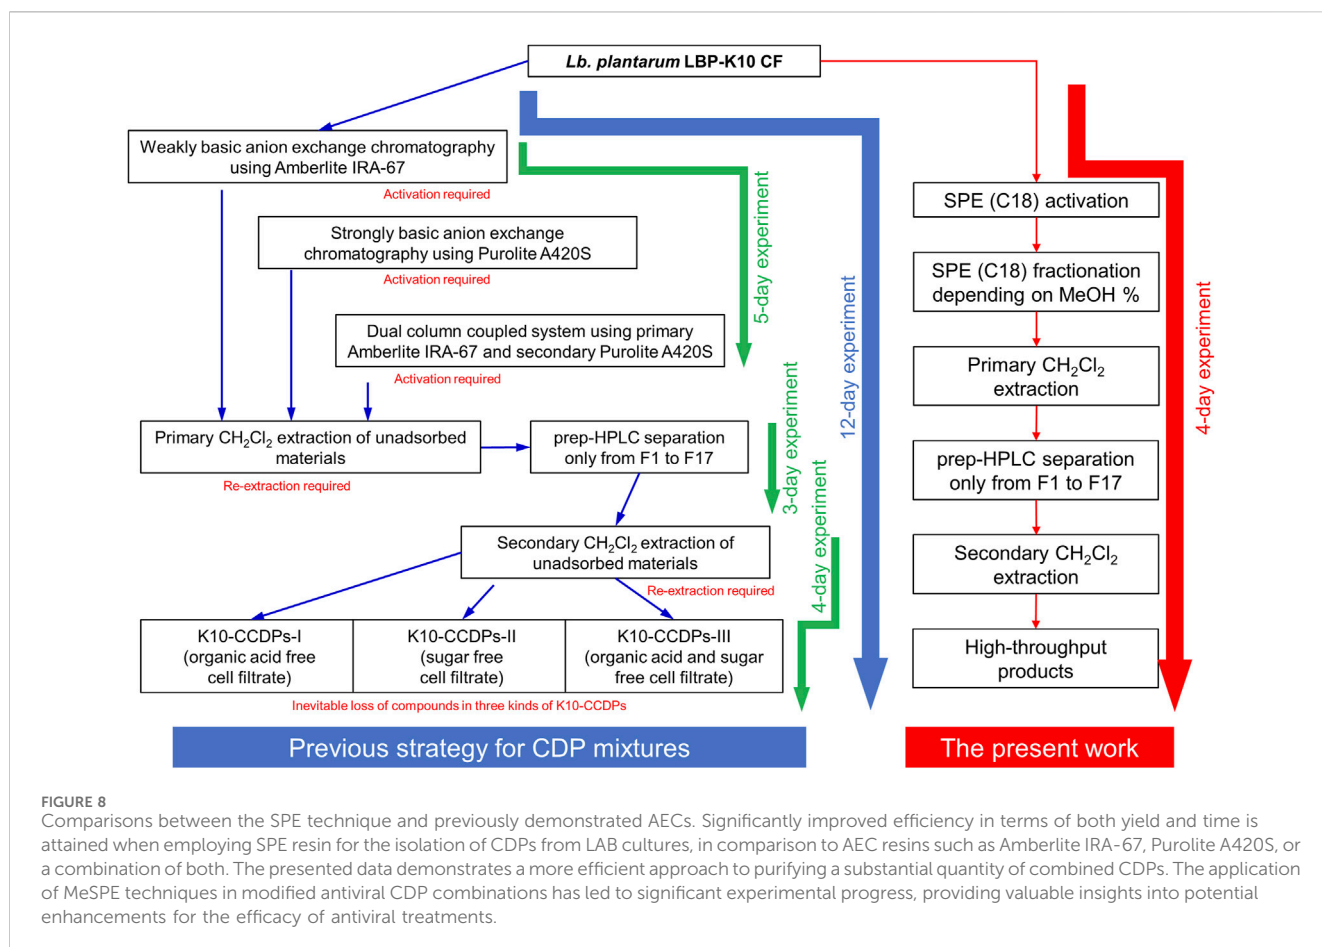 Lb. plantarum LBP-K10 CF
Weakly basic anion exchange chromatography
using Amberlite IRA-67
Activation required
Strongly basic anion exchange
chromatography using Purolite A420S
Activation required
Dual column coupled system using primary
Amberlite IRA-67 and secondary Purolite A420S
Activation required
5-day experiment
Primary CH₂Cl₂ extraction of unadsorbed
materials
Re-extraction required
prep-HPLC separation
only from F1 to F17
3-day experiment
Secondary CH₂Cl₂ extraction of
unadsorbed materials
Re-extraction required
4-day experiment
K10-CCDPs-I
(organic acid free
cell filtrate)
K10-CCDPs-II
(sugar free
cell filtrate)
K10-CCDPs-III
(organic acid and sugar
free cell filtrate)
Inevitable loss of compounds in three kinds of K10-CCDPs
12-day experiment
Previous strategy for CDP mixtures
SPE (C18) activation
SPE (C18) fractionation
depending on MeOH %
Primary CH₂Cl₂
extraction
prep-HPLC separation
only from F1 to F17
Secondary CH₂Cl₂
extraction
High-throughput
products
4-day experiment
The present work
FIGURE 8
Comparisons between the SPE technique and previously demonstrated AECs. Significantly improved efficiency in terms of both yield and time is
attained when employing SPE resin for the isolation of CDPs from LAB cultures, in comparison to AEC resins such as Amberlite IRA-67, Purolite A420S, or
a combination of both. The presented data demonstrates a more efficient approach to purifying a substantial quantity of combined CDPs. The application
of MeSPE techniques in modified antiviral CDP combinations has led to significant experimental progress, providing valuable insights into potential
enhancements for the efficacy of antiviral treatments.